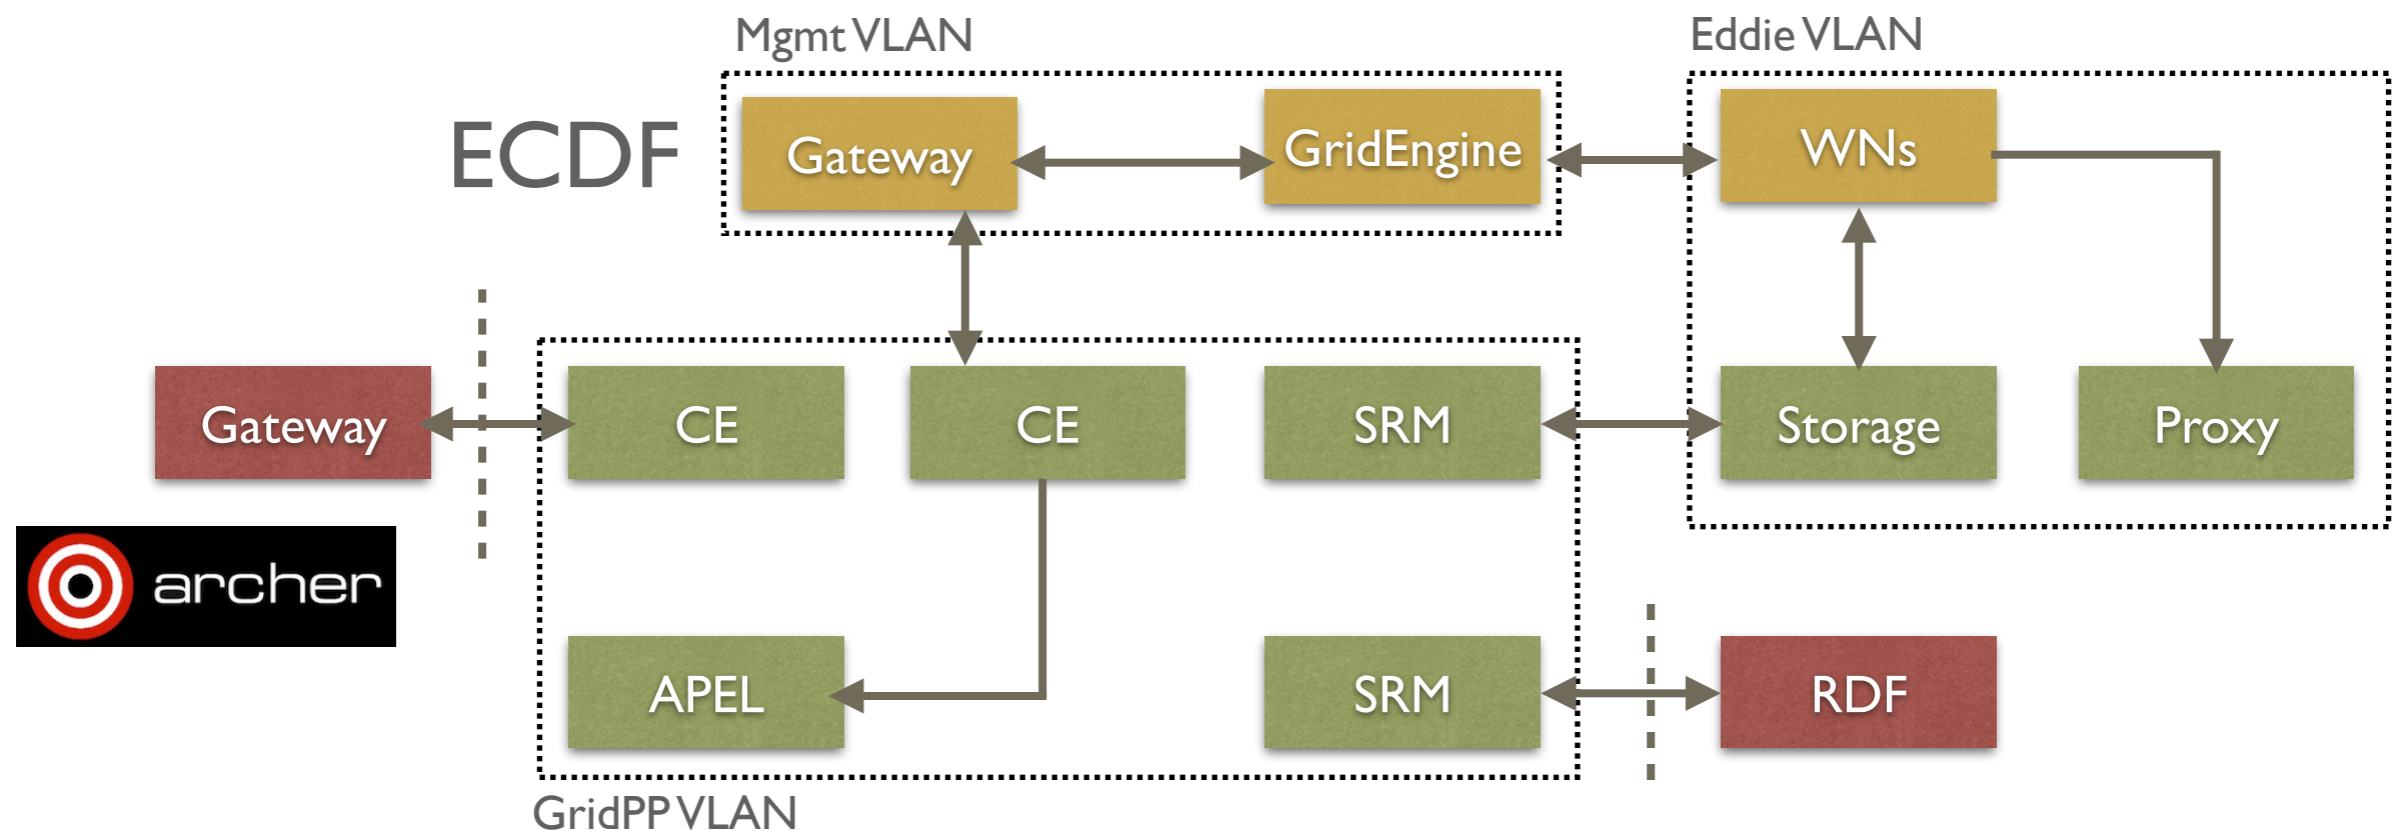 Mgmt VLAN
Eddie VLAN
ECDF
Gateway
GridEngine
WNs
Gateway
CE
CE
SRM
Storage
Proxy
archer
APEL
SRM
RDF
GridPP VLAN